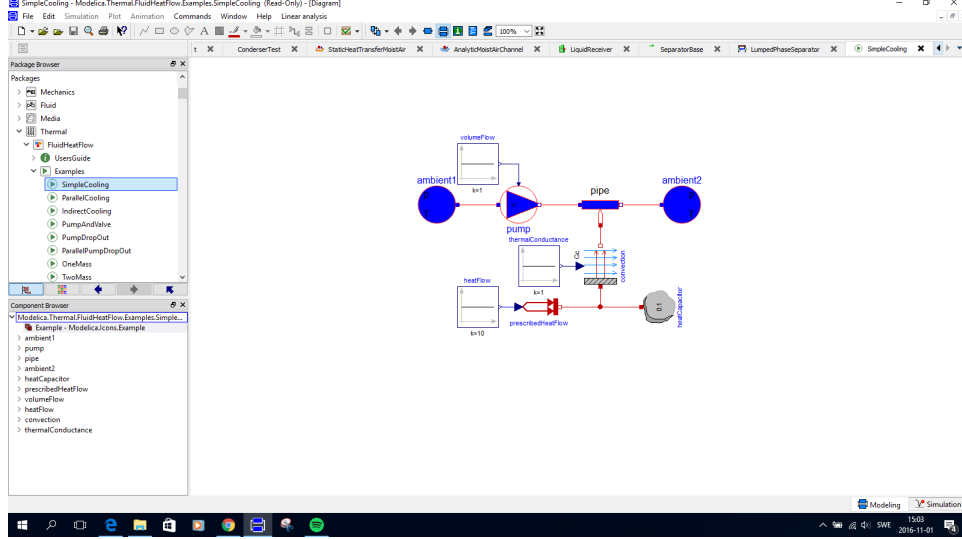 SimpleCooling - Modelica.Thermal.FluidHeatFlow.Examples.SimpleCooling (Read-Only) - [Diagram]
File Edit Simulation Plot Animation Commands Window Help Linear analysis
100%
t ConderserTest StaticHeatTransferMoistAir AnalyticMoistAirChannel LiquidReceiver SeparatorBase LumpedPhaseSeparator SimpleCooling
Package Browser
Packages
Mechanics
Fluid
Media
Thermal
FluidHeatFlow
UsersGuide
Examples
SimpleCooling
ParallelCooling
IndirectCooling
PumpAndValve
PumpDropOut
ParallelPumpDropOut
OneMass
TwoMass
Component Browser
Modelica.Thermal.FluidHeatFlow.Examples.Simple...
Example - Modelica.Icons.Example
ambient1
pump
pipe
ambient2
heatCapacitor
prescribedHeatFlow
volumeFlow
heatFlow
convection
thermalConductance
volumeFlow
k=1
ambient1
pump
pipe
ambient2
thermalConductance
k=1
Gc
convection
heatFlow
k=10
prescribedHeatFlow
0.1
heatCapacitor
Modeling Simulation
SWE
15:03
2016-11-01
4